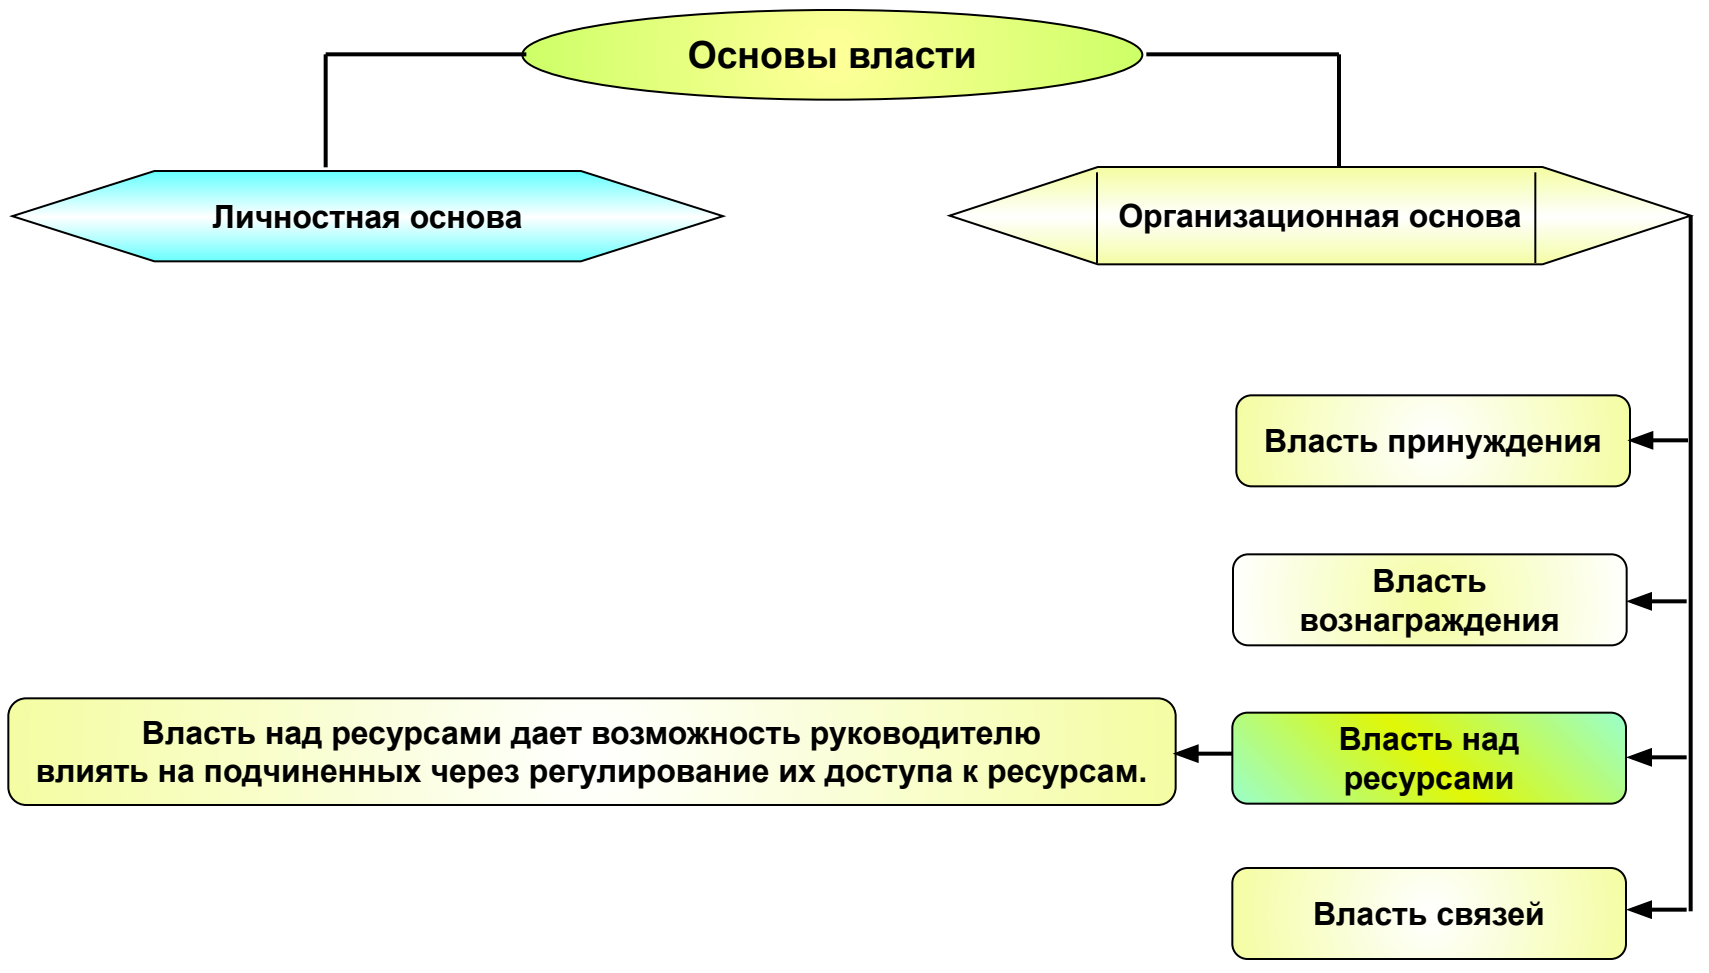 Основы власти
Личностная основа
Организационная основа
Власть принуждения
Власть
вознаграждения
Власть над ресурсами дает возможность руководителю
влиять на подчиненных через регулирование их доступа к ресурсам.
Власть над
ресурсами
Власть связей